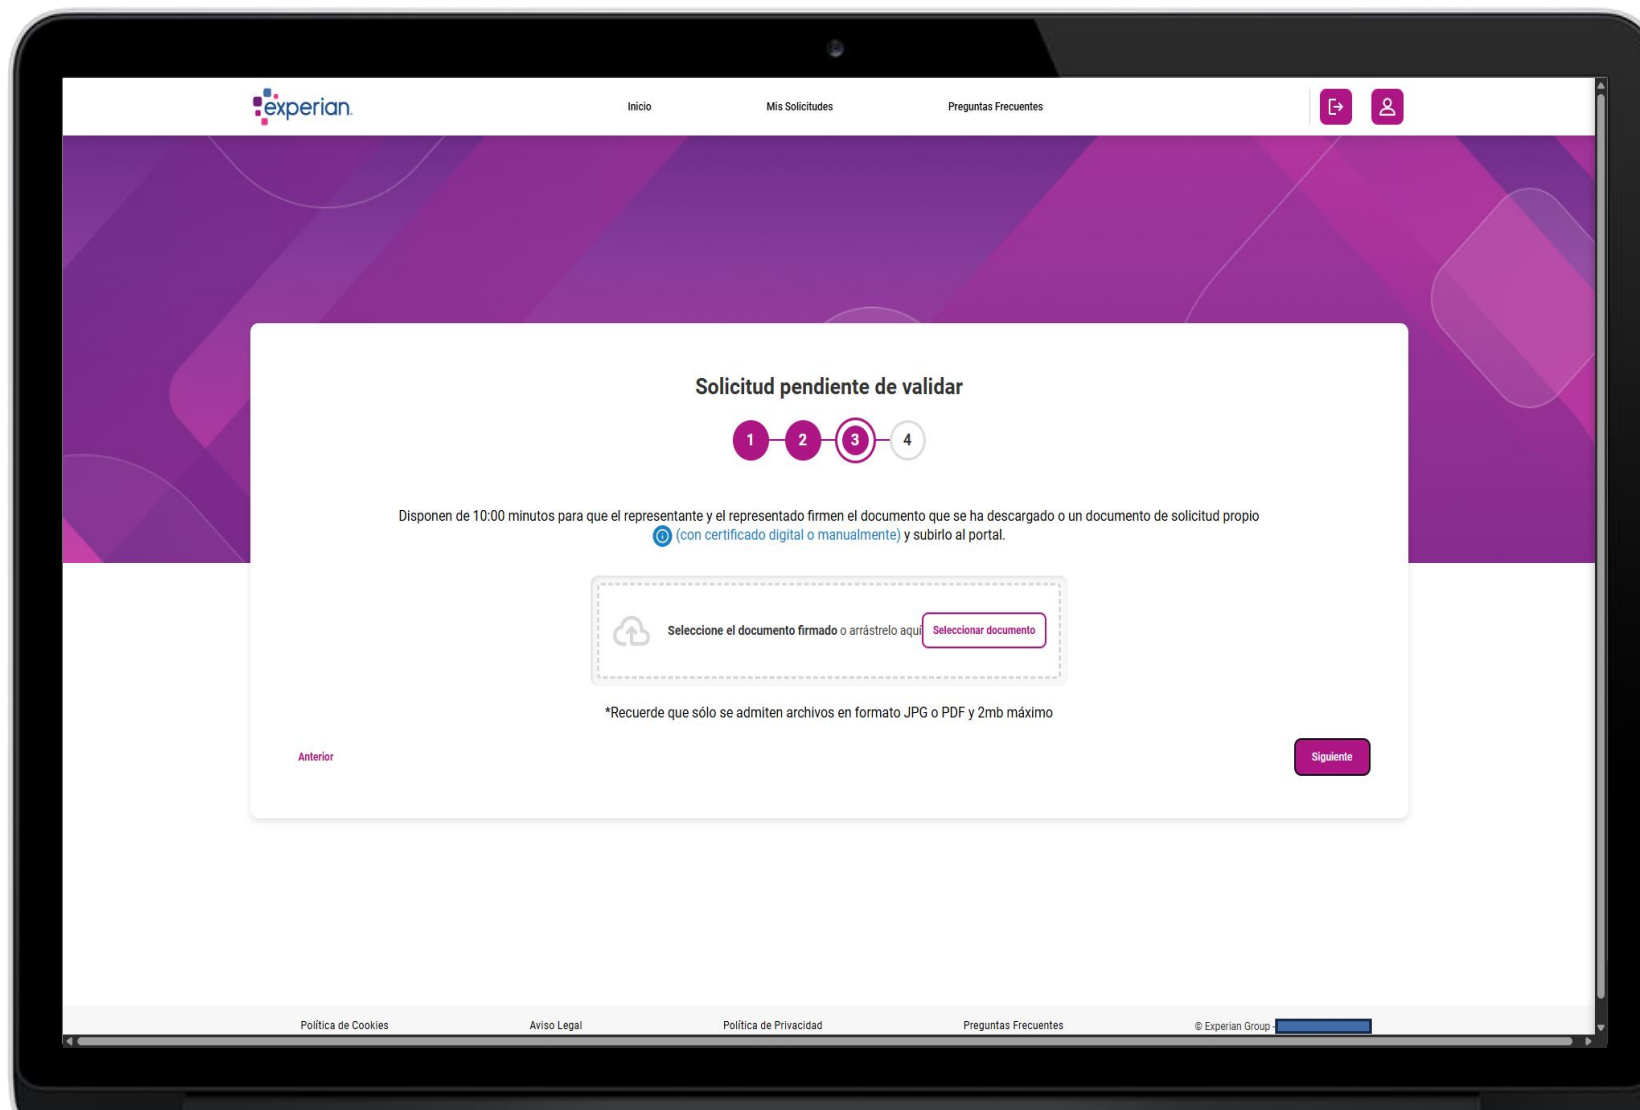 experian.
Inicio
Mis Solicitudes
Preguntas Frecuentes
Solicitud pendiente de validar
1
2
3
4
Disponen de 10:00 minutos para que el representante y el representado firmen el documento que se ha descargado o un documento de solicitud propio
(con certificado digital o manualmente) y subirlo al portal.
Seleccione el documento firmado o arrástrelo aquí
Seleccionar documento
*Recuerde que sólo se admiten archivos en formato JPG o PDF y 2mb máximo
Anterior
Siguiente
Política de Cookies
Aviso Legal
Política de Privacidad
Preguntas Frecuentes
© Experian Group -